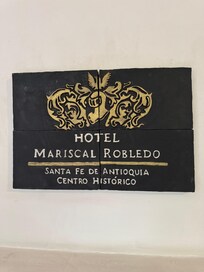 HOTEL
MARISCAL ROBLEDO
SANTA FE DE ANTIOQUIA
CENTRO HISTÓRICO